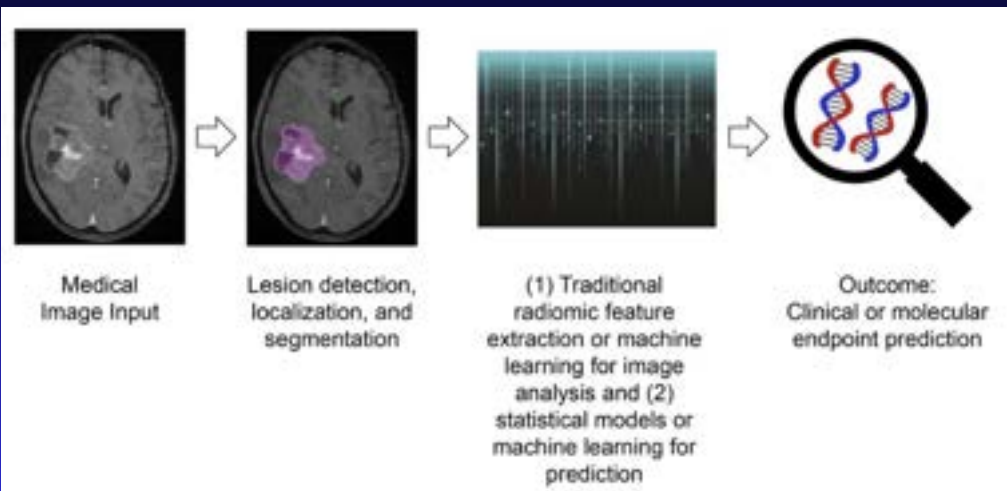 Medical
Image Input
Lesion detection,
localization, and
segmentation
(1) Traditional
radiomic feature
extraction or machine
learning for image
analysis and (2)
statistical models or
machine learning for
prediction
Outcome:
Clinical or molecular
endpoint prediction